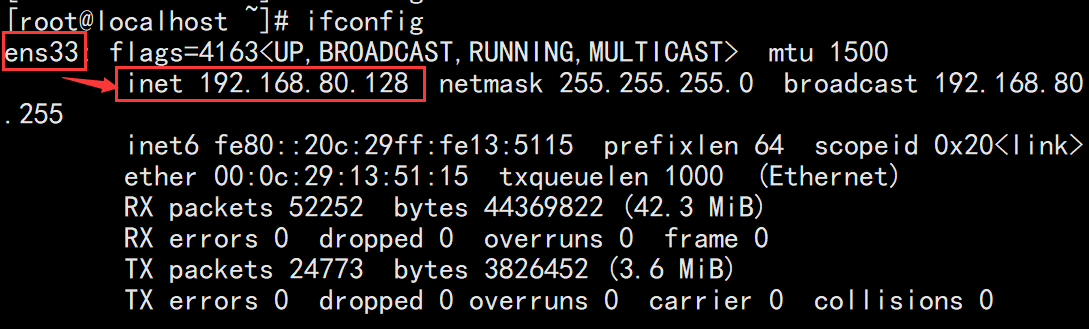 [root@localhost ~]# ifconfig
ens33: flags=4163<UP,BROADCAST,RUNNING,MULTICAST>  mtu 1500
        inet 192.168.80.128  netmask 255.255.255.0  broadcast 192.168.80
.255
        inet6 fe80::20c:29ff:fe13:5115  prefixlen 64  scopeid 0x20<link>
        ether 00:0c:29:13:51:15  txqueuelen 1000  (Ethernet)
        RX packets 52252  bytes 44369822 (42.3 MiB)
        RX errors 0  dropped 0  overruns 0  frame 0
        TX packets 24773  bytes 3826452 (3.6 MiB)
        TX errors 0  dropped 0 overruns 0  carrier 0  collisions 0